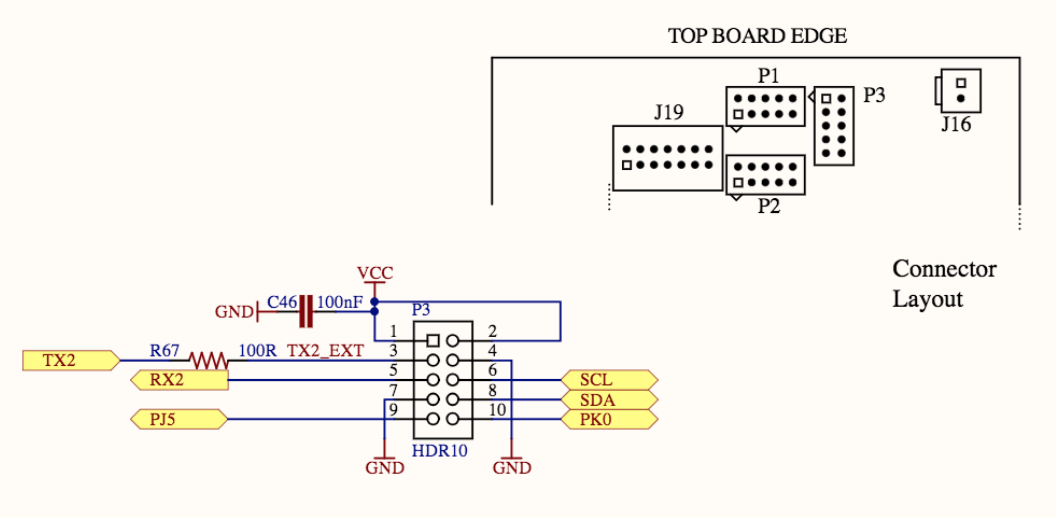 TOP BOARD EDGE
P1
P3
J19
J16
P2
Connector
Layout
VCC
C46 100nF
GND
P3
1 2
TX2 R67 100R TX2_EXT 3 4
RX2 5 6 SCL
7 8 SDA
PJ5 9 10 PK0
HDR10
GND GND